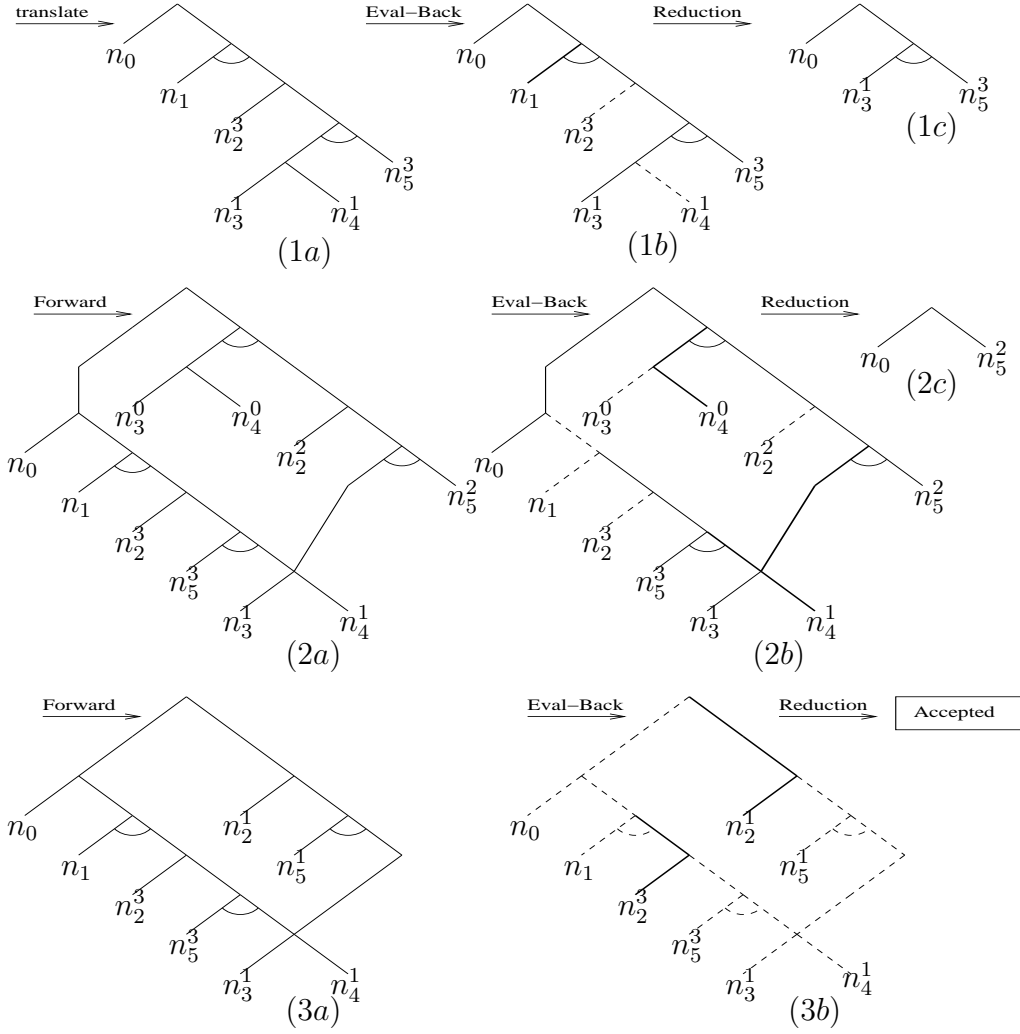 translate Eval−Back Reduction
n_0 n_0 n_0
n_1 n_1 n_3^1 n_5^3
n_2^3 n_2^3 (1c)
n_5^3 n_5^3
n_3^1 n_4^1 n_3^1 n_4^1
(1a) (1b)
Forward Eval−Back Reduction
n_0 n_5^2
(2c)
n_3^0 n_4^0 n_3^0 n_4^0
n_2^2 n_2^2
n_0 n_0
n_1 n_5^2 n_1 n_5^2
n_2^3 n_2^3
n_5^3 n_5^3
n_3^1 n_4^1 n_3^1 n_4^1
(2a) (2b)
Forward Eval−Back Reduction Accepted
n_0 n_2^1 n_0 n_2^1
n_1 n_5^1 n_1 n_5^1
n_2^3 n_2^3
n_5^3 n_5^3
n_3^1 n_4^1 n_3^1 n_4^1
(3a) (3b)